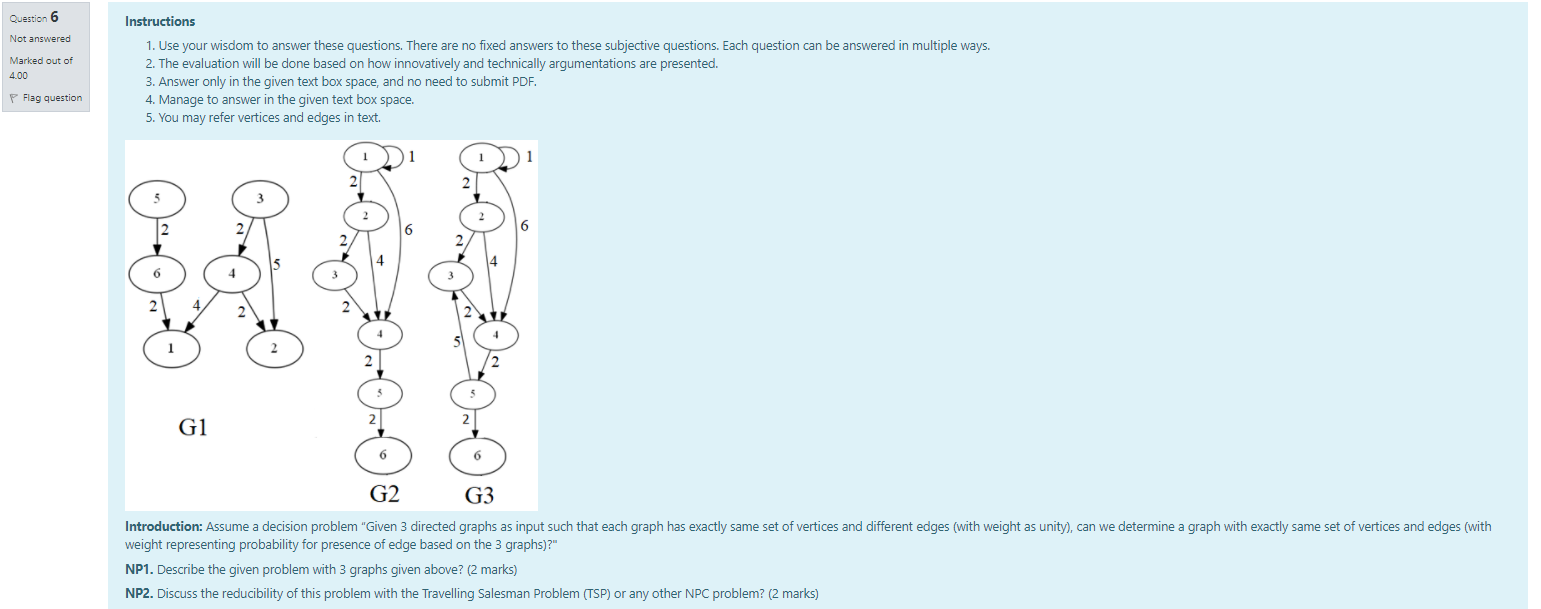 Question 6
Not answered
Marked out of
4.00
Flag question
Instructions
1. Use your wisdom to answer these questions. There are no fixed answers to these subjective questions. Each question can be answered in multiple ways.
2. The evaluation will be done based on how innovatively and technically argumentations are presented.
3. Answer only in the given text box space, and no need to submit PDF.
4. Manage to answer in the given text box space.
5. You may refer vertices and edges in text.
5
3
2
2
5
6
4
2
4
2
1
2
G1
1
1
2
2
6
2
4
3
2
4
2
5
2
6
G2
1
1
2
2
6
2
4
3
2
5
4
2
5
2
6
G3
Introduction: Assume a decision problem "Given 3 directed graphs as input such that each graph has exactly same set of vertices and different edges (with weight as unity), can we determine a graph with exactly same set of vertices and edges (with
weight representing probability for presence of edge based on the 3 graphs)?"
NP1. Describe the given problem with 3 graphs given above? (2 marks)
NP2. Discuss the reducibility of this problem with the Travelling Salesman Problem (TSP) or any other NPC problem? (2 marks)